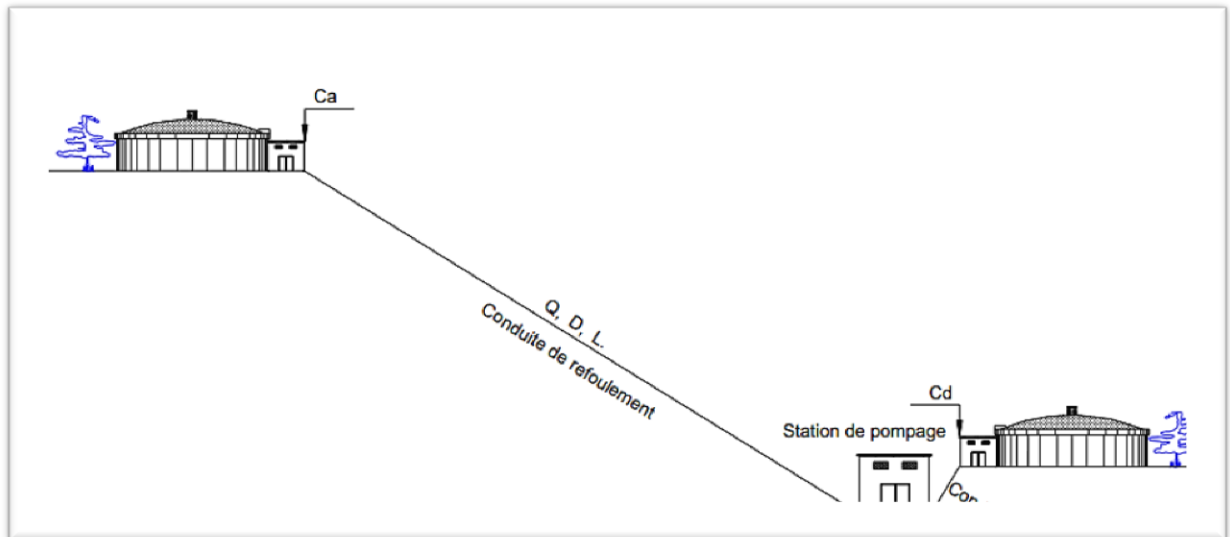 Ca
Q, D, L.
Conduite de refoulement
Cd
Station de pompage